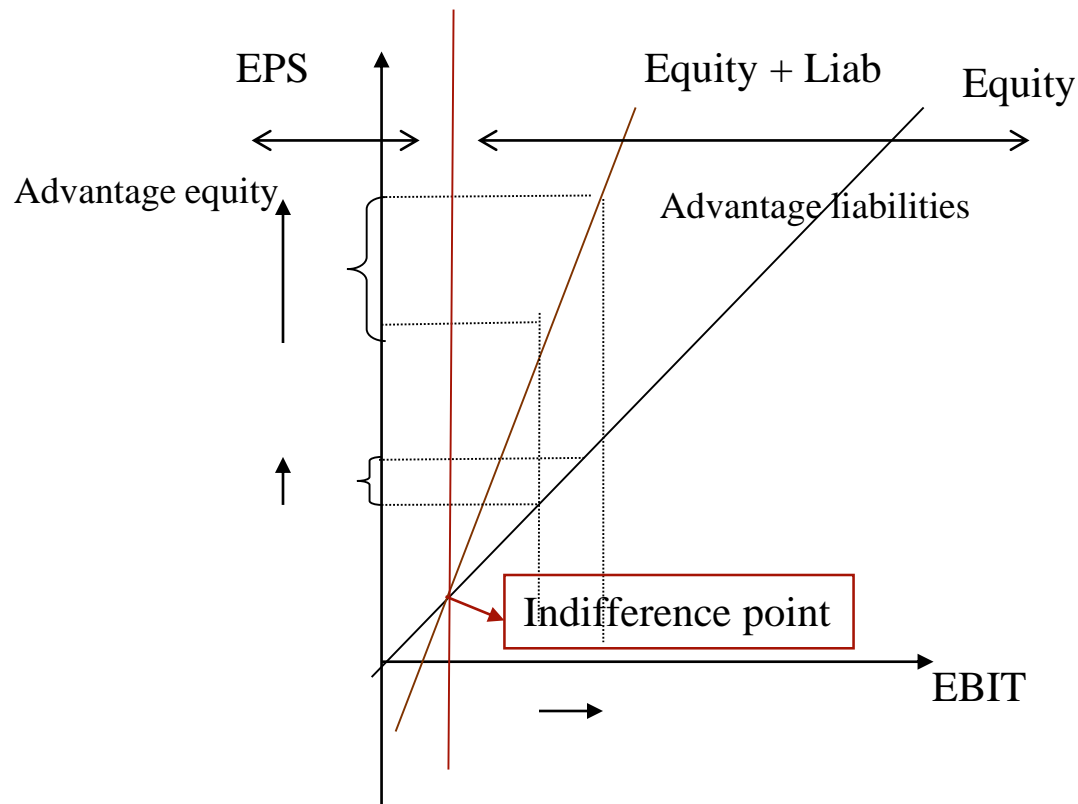 EPS
Equity + Liab
Equity
Advantage equity
Advantage liabilities
Indifference point
EBIT